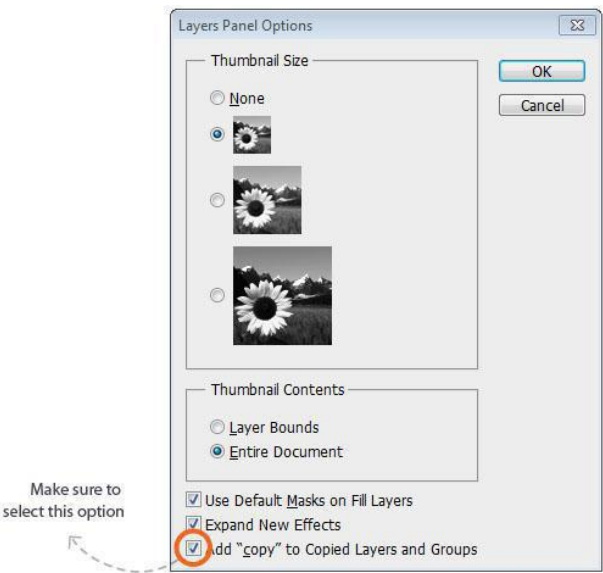 Layers Panel Options
Thumbnail Size
OK
None
Cancel
Thumbnail Contents
Layer Bounds
Entire Document
Make sure to
select this option
Use Default Masks on Fill Layers
Expand New Effects
Add “copy” to Copied Layers and Groups